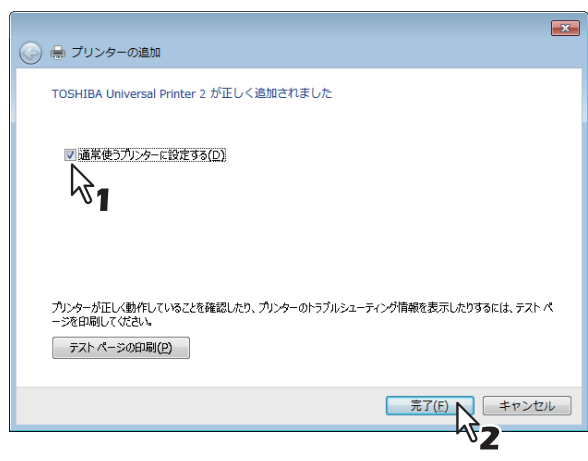 プリンターの追加
TOSHIBA Universal Printer 2 が正しく追加されました
通常使うプリンターに設定する(D)
1
プリンターが正しく動作していることを確認したり、プリンターのトラブルシューティング情報を表示したりするには、テスト ペ
ージを印刷してください。
テスト ページの印刷(P)
完了(F) キャンセル
2